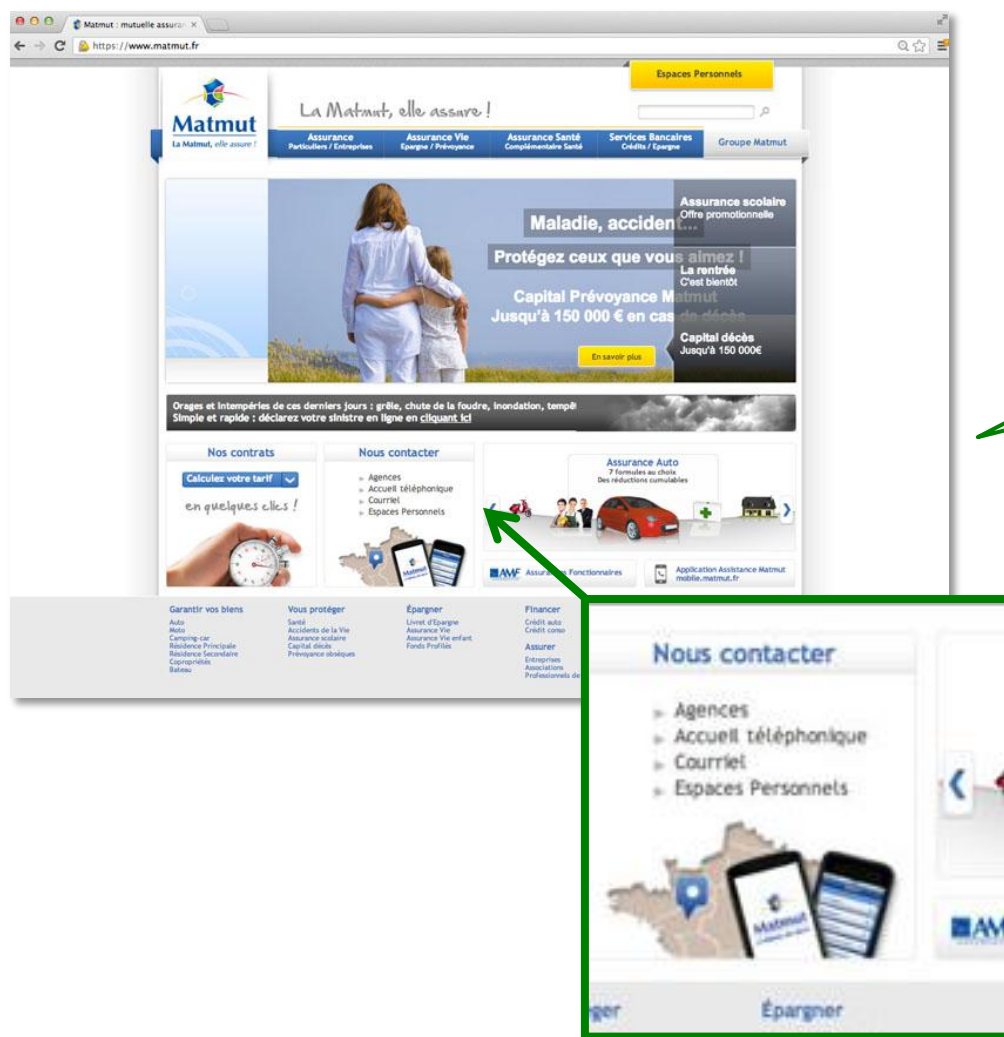 Matmut : mutuelle assuran
https://www.matmut.fr
Espaces Personnels
Matmut
La Matmut, elle assure !
La Matmut, elle assure !
Assurance
Particuliers / Entreprises
Assurance Vie
Epargne / Prévoyance
Assurance Santé
Complémentaire Santé
Services Bancaires
Crédits / Epargne
Groupe Matmut
Maladie, accident...
Protégez ceux que vous aimez !
Capital Prévoyance Matmut
Jusqu'à 150 000 € en cas de décès
En savoir plus
Assurance scolaire
Offre promotionnelle
La rentrée
C'est bientôt
Capital décès
Jusqu'à 150 000€
Orages et intempéries de ces derniers jours : grêle, chute de la foudre, inondation, tempê
Simple et rapide : déclarez votre sinistre en ligne en cliquant ici
Nos contrats
Calculez votre tarif
en quelques clics !
Nous contacter
Agences
Accueil téléphonique
Courriel
Espaces Personnels
Matmut
Assurance Auto
7 formules au choix
Des réductions cumulables
AMF Assurances Fonctionnaires
Application Assistance Matmut
mobile.matmut.fr
Garantir vos biens
Auto
Moto
Camping-car
Résidence Principale
Résidence Secondaire
Copropriétés
Bateau
Vous protéger
Santé
Accidents de la Vie
Assurance scolaire
Capital décès
Prévoyance obsèques
Épargner
Livret d'Epargne
Assurance Vie
Assurance Vie enfant
Fonds Profilés
Financer
Crédit auto
Crédit conso
Assurer
Entreprises
Associations
Professionnels de
Nous contacter
Agences
Accueil téléphonique
Courriel
Espaces Personnels
Matmut
AM
ger
Épargner